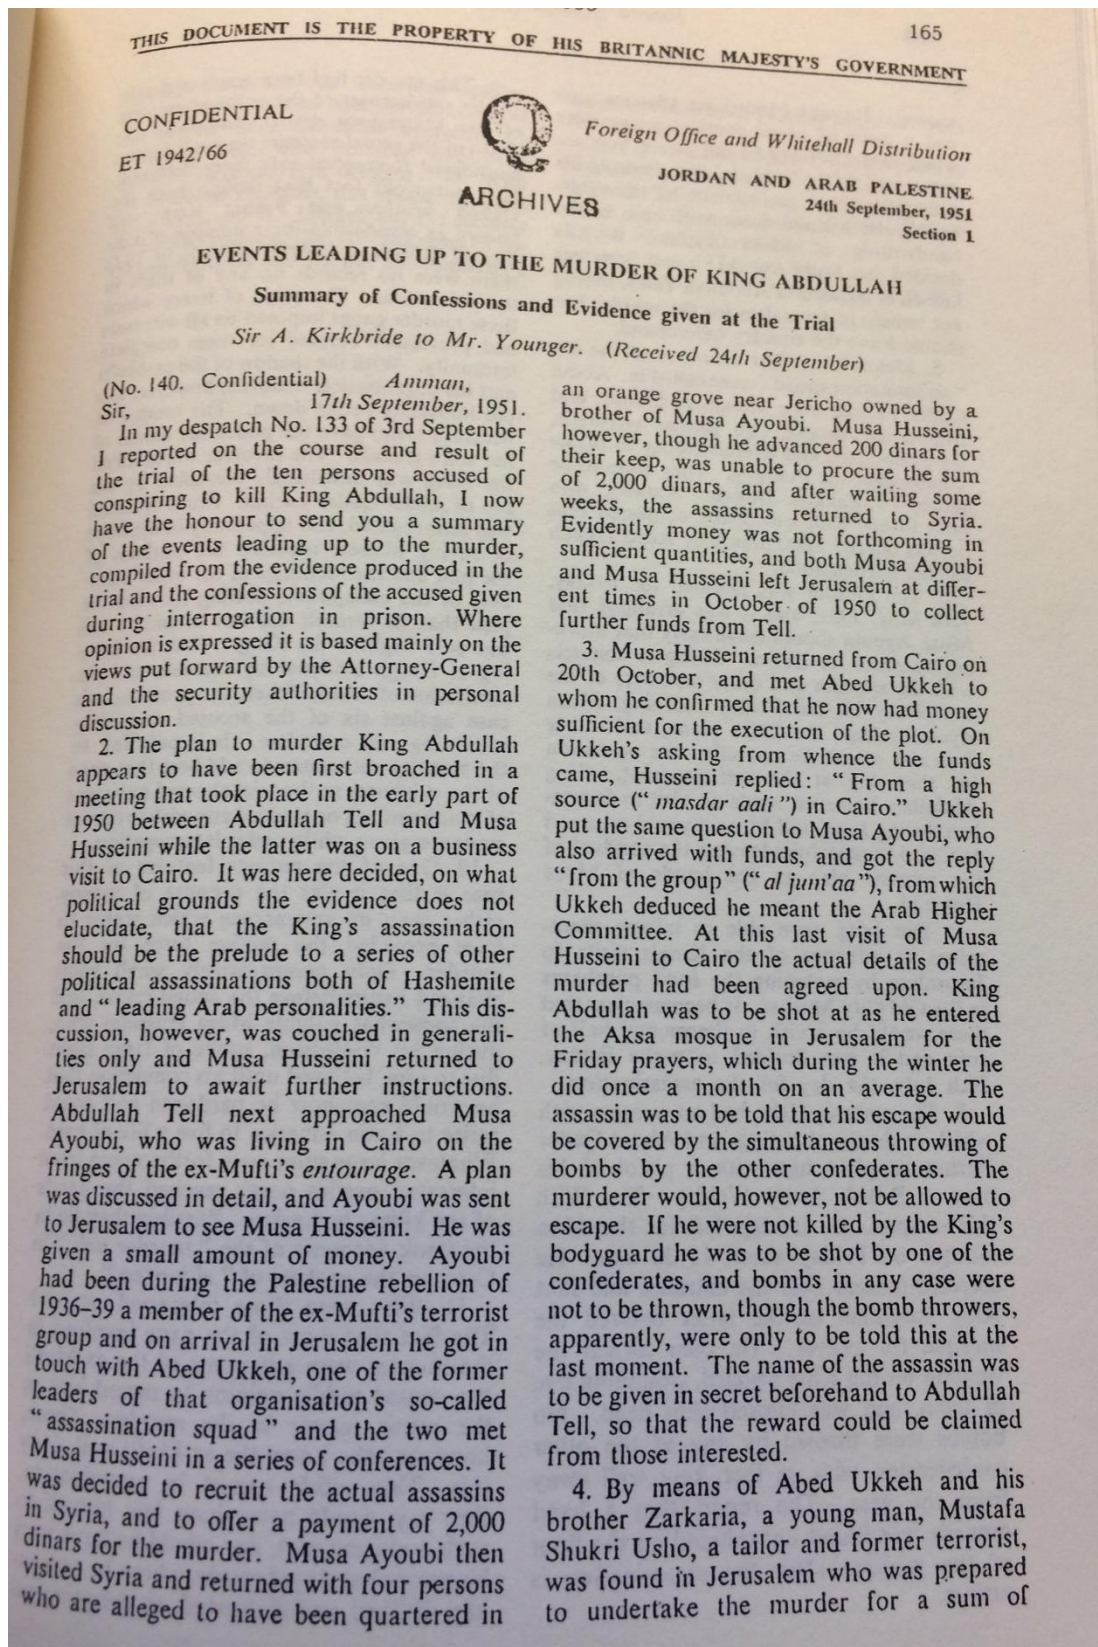 165
THIS DOCUMENT IS THE PROPERTY OF HIS BRITANNIC MAJESTY'S GOVERNMENT
CONFIDENTIAL
ET 1942/66
Q
ARCHIVES
Foreign Office and Whitehall Distribution
JORDAN AND ARAB PALESTINE
24th September, 1951
Section 1
EVENTS LEADING UP TO THE MURDER OF KING ABDULLAH
Summary of Confessions and Evidence given at the Trial
Sir A. Kirkbride to Mr. Younger. (Received 24th September)
(No. 140. Confidential) Amman,
Sir, 17th September, 1951.
In my despatch No. 133 of 3rd September
I reported on the course and result of
the trial of the ten persons accused of
conspiring to kill King Abdullah, I now
have the honour to send you a summary
of the events leading up to the murder,
compiled from the evidence produced in the
trial and the confessions of the accused given
during interrogation in prison. Where
opinion is expressed it is based mainly on the
views put forward by the Attorney-General
and the security authorities in personal
discussion.
2. The plan to murder King Abdullah
appears to have been first broached in a
meeting that took place in the early part of
1950 between Abdullah Tell and Musa
Husseini while the latter was on a business
visit to Cairo. It was here decided, on what
political grounds the evidence does not
elucidate, that the King's assassination
should be the prelude to a series of other
political assassinations both of Hashemite
and "leading Arab personalities." This dis-
cussion, however, was couched in generali-
ties only and Musa Husseini returned to
Jerusalem to await further instructions.
Abdullah Tell next approached Musa
Ayoubi, who was living in Cairo on the
fringes of the ex-Mufti's entourage. A plan
was discussed in detail, and Ayoubi was sent
to Jerusalem to see Musa Husseini. He was
given a small amount of money. Ayoubi
had been during the Palestine rebellion of
1936–39 a member of the ex-Mufti's terrorist
group and on arrival in Jerusalem he got in
touch with Abed Ukkeh, one of the former
leaders of that organisation's so-called
"assassination squad" and the two met
Musa Husseini in a series of conferences. It
was decided to recruit the actual assassins
in Syria, and to offer a payment of 2,000
dinars for the murder. Musa Ayoubi then
visited Syria and returned with four persons
who are alleged to have been quartered in
an orange grove near Jericho owned by a
brother of Musa Ayoubi. Musa Husseini,
however, though he advanced 200 dinars for
their keep, was unable to procure the sum
of 2,000 dinars, and after waiting some
weeks, the assassins returned to Syria.
Evidently money was not forthcoming in
sufficient quantities, and both Musa Ayoubi
and Musa Husseini left Jerusalem at differ-
ent times in October of 1950 to collect
further funds from Tell.
3. Musa Husseini returned from Cairo on
20th October, and met Abed Ukkeh to
whom he confirmed that he now had money
sufficient for the execution of the plot. On
Ukkeh's asking from whence the funds
came, Husseini replied: "From a high
source ("masdar aali") in Cairo." Ukkeh
put the same question to Musa Ayoubi, who
also arrived with funds, and got the reply
"from the group" ("al jum'aa"), from which
Ukkeh deduced he meant the Arab Higher
Committee. At this last visit of Musa
Husseini to Cairo the actual details of the
murder had been agreed upon. King
Abdullah was to be shot at as he entered
the Aksa mosque in Jerusalem for the
Friday prayers, which during the winter he
did once a month on an average. The
assassin was to be told that his escape would
be covered by the simultaneous throwing of
bombs by the other confederates. The
murderer would, however, not be allowed to
escape. If he were not killed by the King's
bodyguard he was to be shot by one of the
confederates, and bombs in any case were
not to be thrown, though the bomb throwers,
apparently, were only to be told this at the
last moment. The name of the assassin was
to be given in secret beforehand to Abdullah
Tell, so that the reward could be claimed
from those interested.
4. By means of Abed Ukkeh and his
brother Zarkaria, a young man, Mustafa
Shukri Usho, a tailor and former terrorist,
was found in Jerusalem who was prepared
to undertake the murder for a sum of